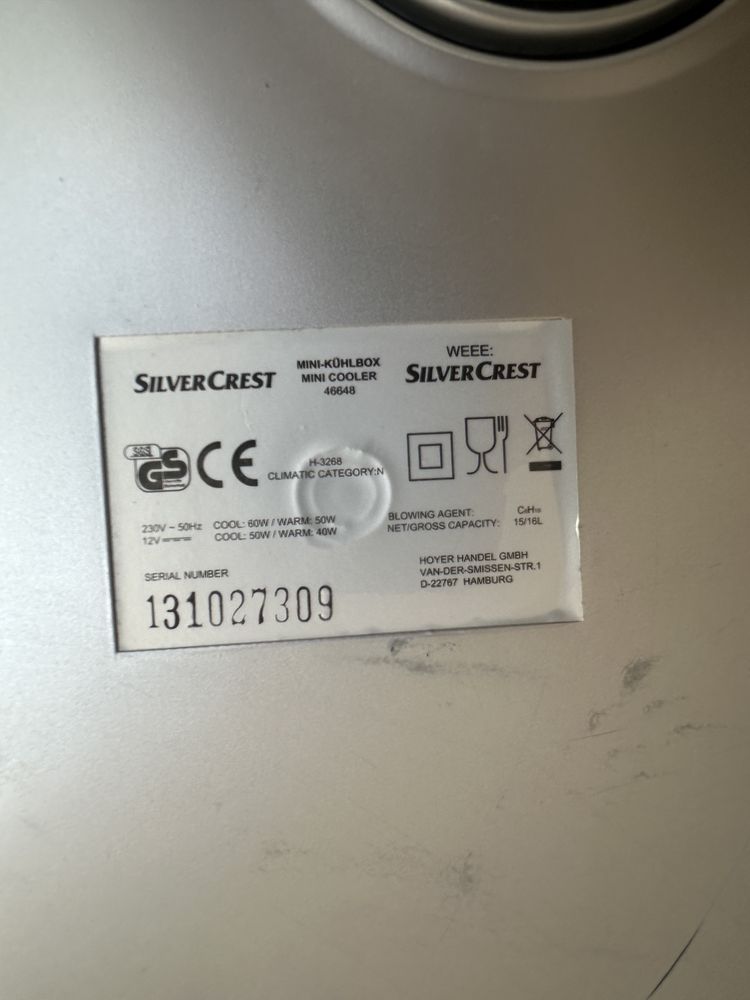 SILVERCREST
MINI-KÜHLBOX
MINI COOLER
46648
WEEE:
SILVERCREST
SGS
GS
CE
H-3268
CLIMATIC CATEGORY:N
230V ~ 50Hz COOL: 60W / WARM: 50W
12V COOL: 50W / WARM: 40W
BLOWING AGENT: C₅H₁₀
NET/GROSS CAPACITY: 15/16L
SERIAL NUMBER
131027309
HOYER HANDEL GMBH
VAN-DER-SMISSEN-STR.1
D-22767 HAMBURG